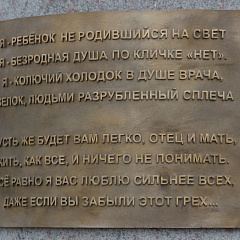 Я - РЕБЁНОК НЕ РОДИВШИЙСЯ НА СВЕТ
Я - БЕЗРОДНАЯ ДУША ПО КЛИЧКЕ «НЕТ».
Я - КОЛЮЧИЙ ХОЛОДОК В ДУШЕ ВРАЧА,
ЛЮДЬМИ РАЗРУБЛЕННЫЙ СПЛЕЧА
ПУСТЬ ЖЕ БУДЕТ ВАМ ЛЕГКО, ОТЕЦ И МАТЬ,
ЖИТЬ, КАК ВСЕ, И НИЧЕГО НЕ ПОНИМАТЬ.
ВСЁ РАВНО Я ВАС ЛЮБЛЮ СИЛЬНЕЕ ВСЕХ,
ДАЖЕ ЕСЛИ ВЫ ЗАБЫЛИ ЭТОТ ГРЕХ...